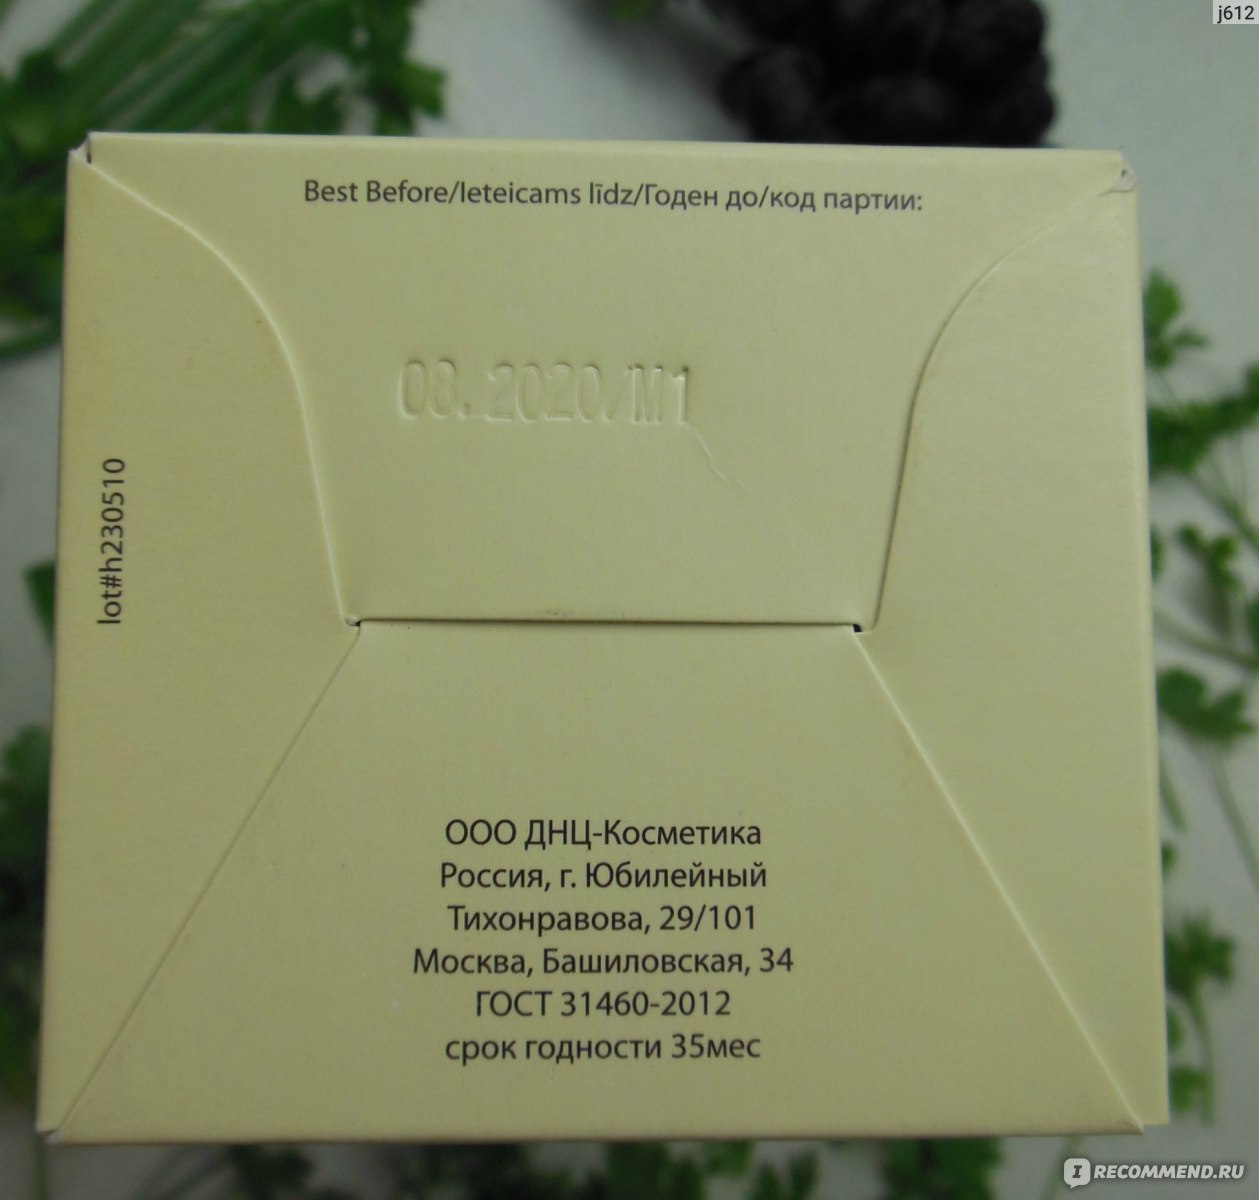 j612
Best Before/leteicams līdz/Годен до/код партии:
08.2020/M1
lot#h230510
ООО ДНЦ-Косметика
Россия, г. Юбилейный
Тихонравова, 29/101
Москва, Башиловская, 34
ГОСТ 31460-2012
срок годности 35мес
I RECOMMEND.RU